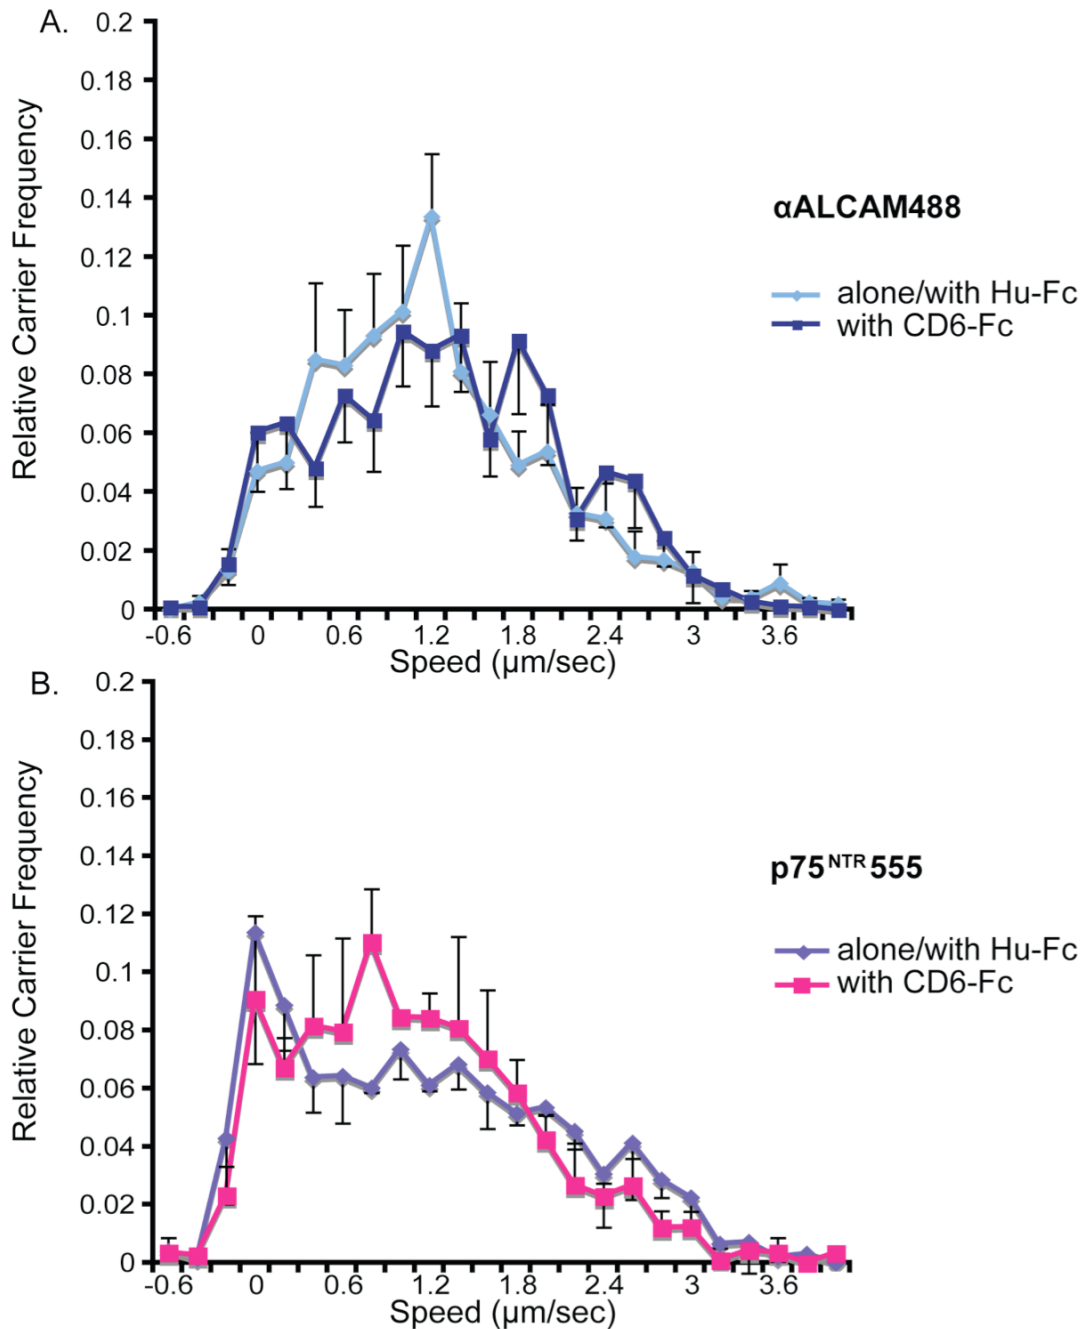 A.
0.2
0.18
0.16
0.14
0.12
0.1
0.08
0.06
0.04
0.02
0
Relative Carrier Frequency
-0.6 0 0.6 1.2 1.8 2.4 3 3.6
Speed (µm/sec)
αALCAM488
alone/with Hu-Fc
with CD6-Fc
B.
0.2
0.18
0.16
0.14
0.12
0.1
0.08
0.06
0.04
0.02
0
Relative Carrier Frequency
-0.6 0 0.6 1.2 1.8 2.4 3 3.6
Speed (µm/sec)
p75ᴺᵀᴿ555
alone/with Hu-Fc
with CD6-Fc